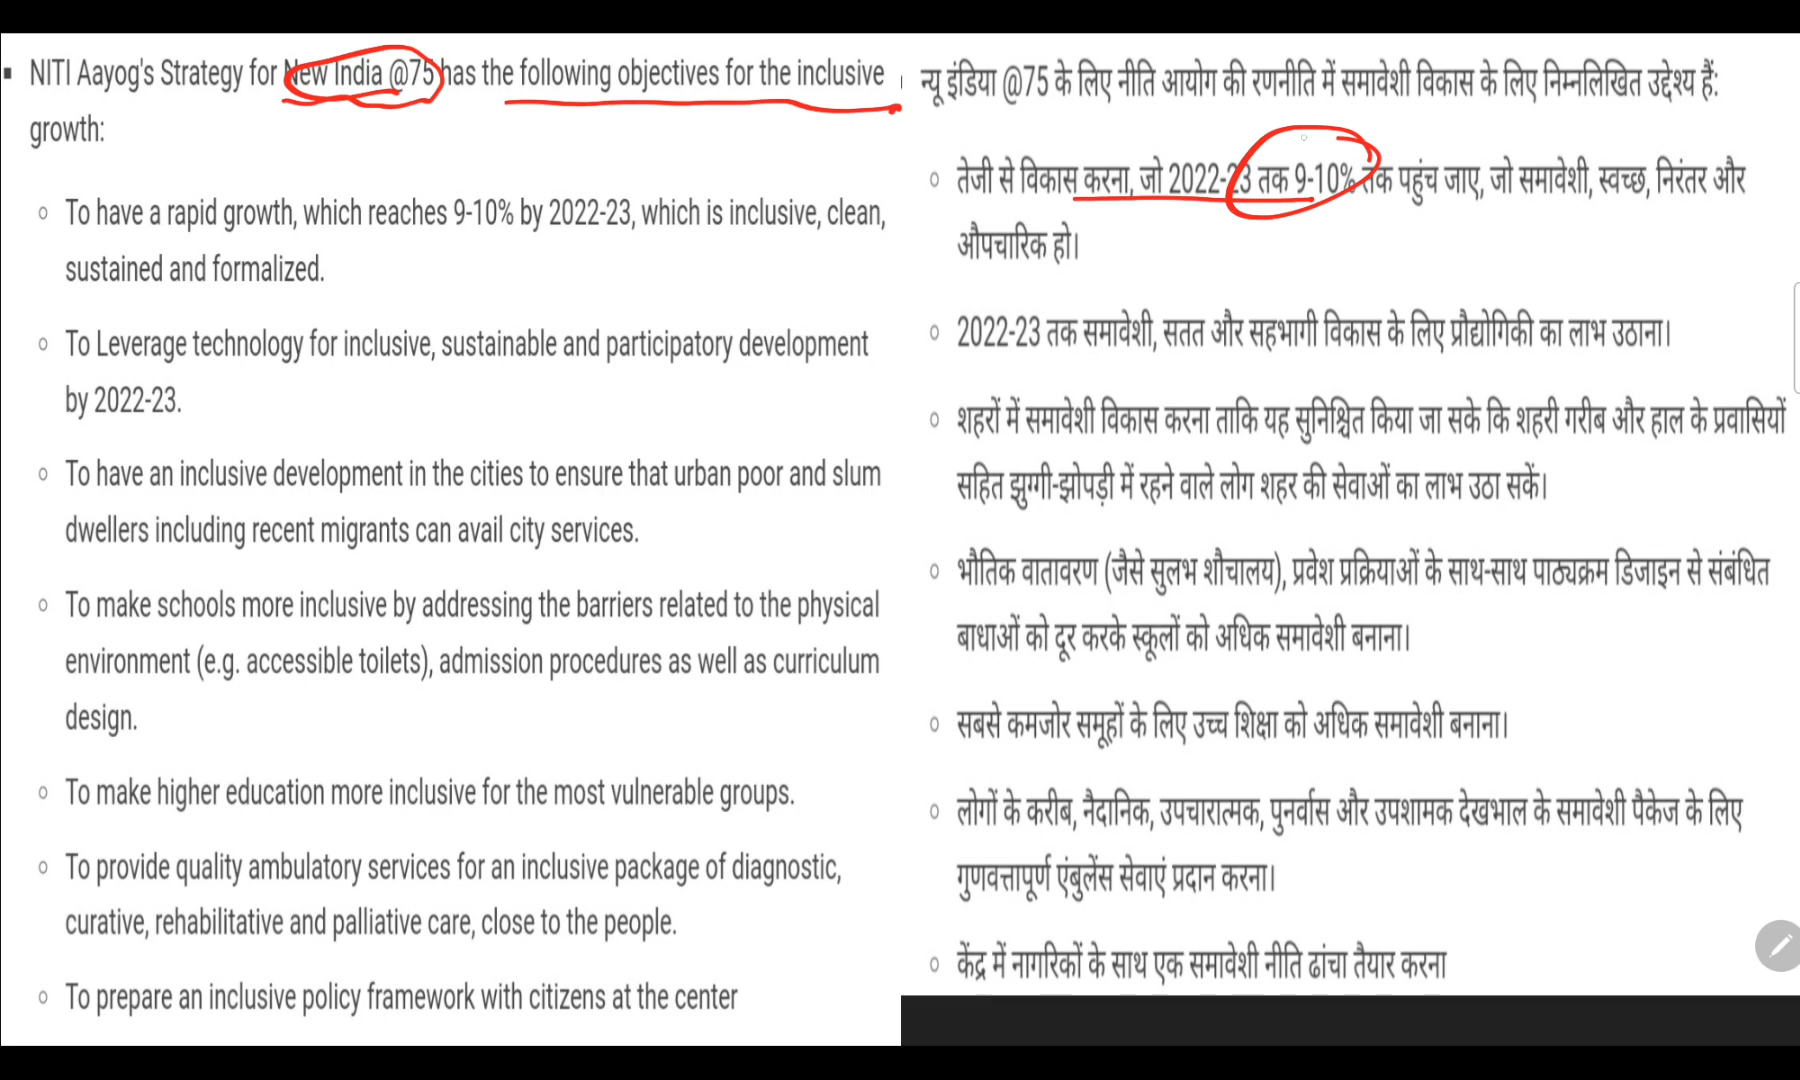 NITI Aayog's Strategy for New India @75 has the following objectives for the inclusive
growth:
To have a rapid growth, which reaches 9-10% by 2022-23, which is inclusive, clean,
sustained and formalized.
To Leverage technology for inclusive, sustainable and participatory development
by 2022-23.
To have an inclusive development in the cities to ensure that urban poor and slum
dwellers including recent migrants can avail city services.
To make schools more inclusive by addressing the barriers related to the physical
environment (e.g. accessible toilets), admission procedures as well as curriculum
design.
To make higher education more inclusive for the most vulnerable groups.
To provide quality ambulatory services for an inclusive package of diagnostic,
curative, rehabilitative and palliative care, close to the people.
To prepare an inclusive policy framework with citizens at the center
न्यू इंडिया @75 के लिए नीति आयोग की रणनीति में समावेशी विकास के लिए निम्नलिखित उद्देश्य हैं:
तेजी से विकास करना, जो 2022-23 तक 9-10% तक पहुंच जाए, जो समावेशी, स्वच्छ, निरंतर और
औपचारिक हो।
2022-23 तक समावेशी, सतत और सहभागी विकास के लिए प्रौद्योगिकी का लाभ उठाना।
शहरों में समावेशी विकास करना ताकि यह सुनिश्चित किया जा सके कि शहरी गरीब और हाल के प्रवासियों
सहित झुग्गी-झोपड़ी में रहने वाले लोग शहर की सेवाओं का लाभ उठा सकें।
भौतिक वातावरण (जैसे सुलभ शौचालय), प्रवेश प्रक्रियाओं के साथ-साथ पाठ्यक्रम डिजाइन से संबंधित
बाधाओं को दूर करके स्कूलों को अधिक समावेशी बनाना।
सबसे कमजोर समूहों के लिए उच्च शिक्षा को अधिक समावेशी बनाना।
लोगों के करीब, नैदानिक, उपचारात्मक, पुनर्वास और उपशामक देखभाल के समावेशी पैकेज के लिए
गुणवत्तापूर्ण एंबुलेंस सेवाएं प्रदान करना।
केंद्र में नागरिकों के साथ एक समावेशी नीति ढांचा तैयार करना